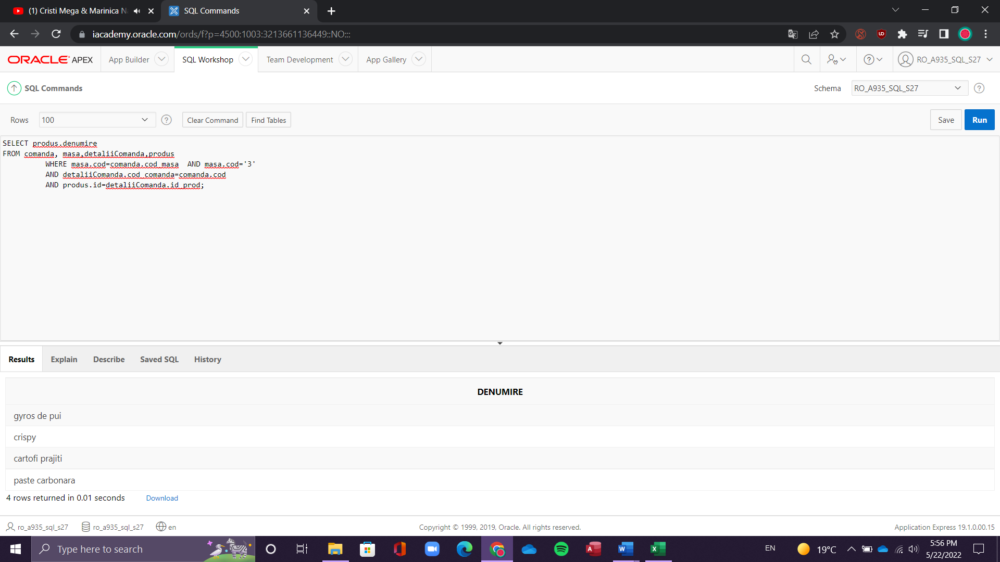 (1) Cristi Mega & Marinica N
SQL Commands
iacademy.oracle.com/ords/f?p=4500:1003:3213661136449::NO:::
ORACLE APEX
App Builder
SQL Workshop
Team Development
App Gallery
RO_A935_SQL_S27
SQL Commands
Schema
RO_A935_SQL_S27
Rows
100
Clear Command
Find Tables
Save
Run
SELECT produs.denumire
FROM comanda, masa,detaliiComanda,produs
WHERE masa.cod=comanda.cod_masa  AND masa.cod='3'
AND detaliiComanda.cod_comanda=comanda.cod
AND produs.id=detaliiComanda.id_prod;
Results
Explain
Describe
Saved SQL
History
DENUMIRE
gyros de pui
crispy
cartofi prajiti
paste carbonara
4 rows returned in 0.01 seconds
Download
ro_a935_sql_s27
ro_a935_sql_s27
en
Copyright © 1999, 2019, Oracle. All rights reserved.
Application Express 19.1.0.00.15
Type here to search
EN
19°C
5:56 PM
5/22/2022